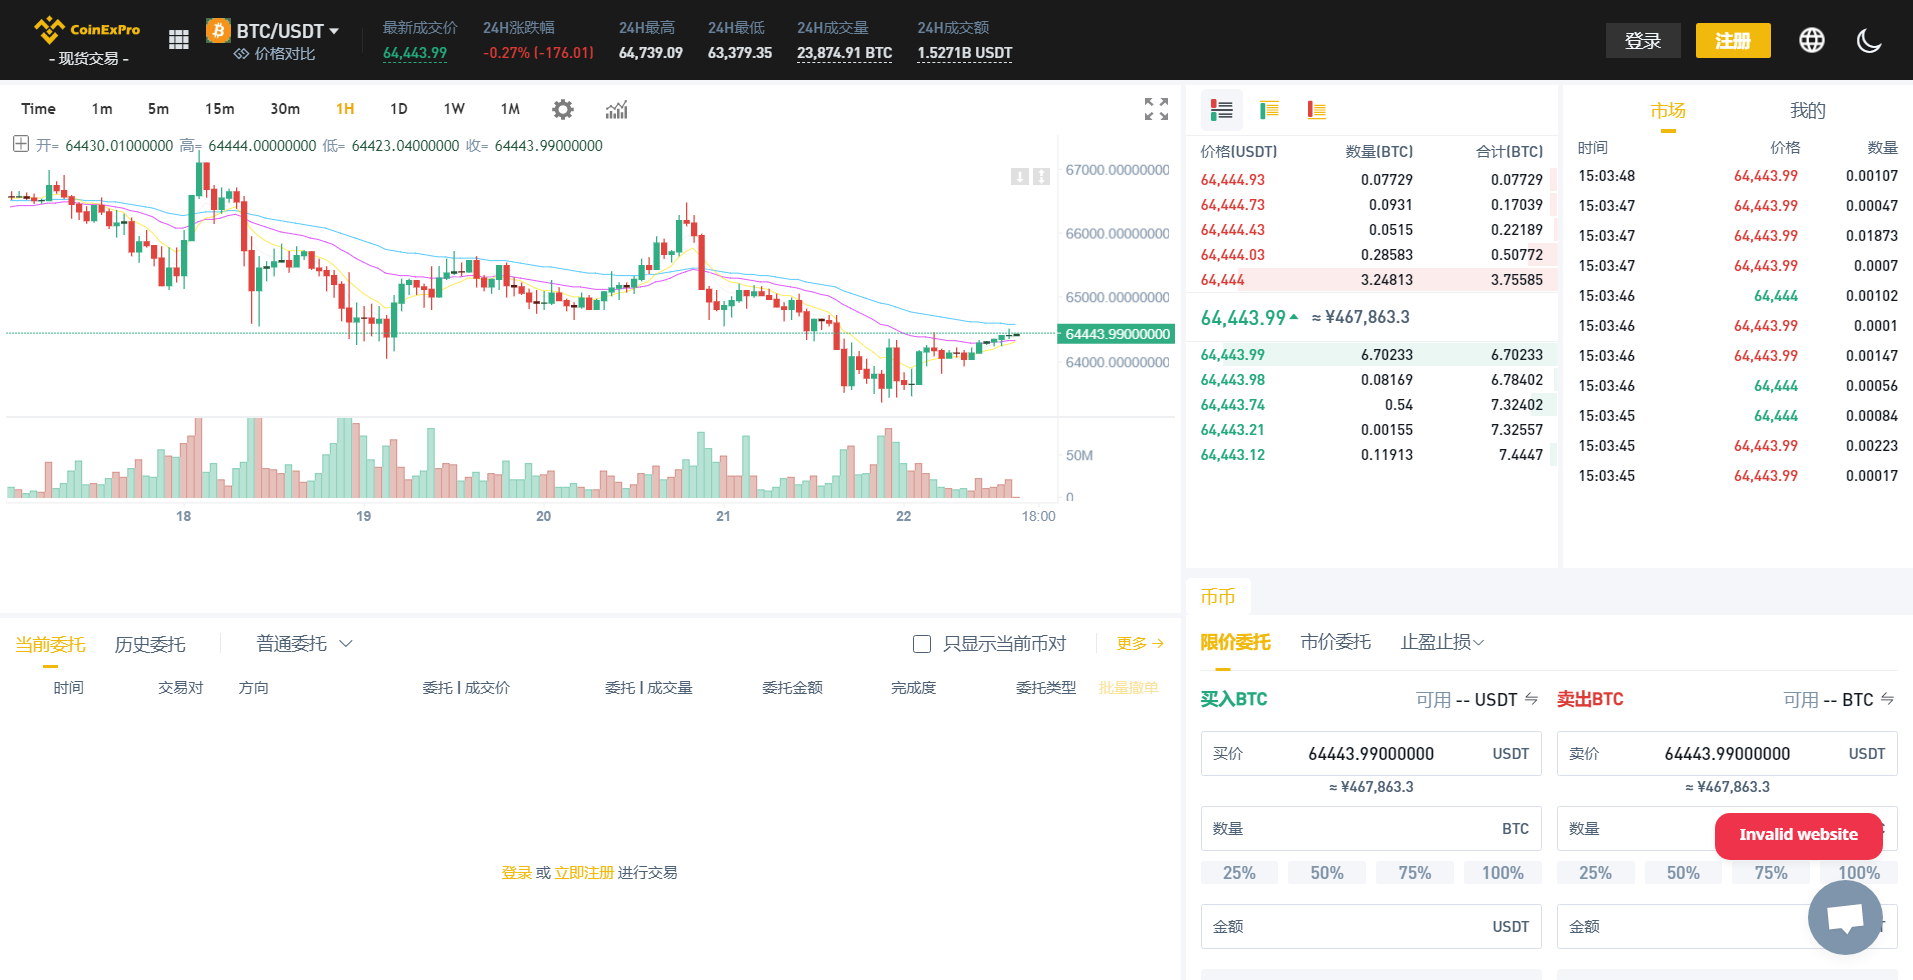 CoinExPro
- 现货交易 -
BTC/USDT
价格对比
最新成交价 24H涨跌幅 24H最高 24H最低 24H成交量 24H成交额
64,443.99 -0.27% (-176.01) 64,739.09 63,379.35 23,874.91 BTC 1.5271B USDT
登录 注册
Time 1m 5m 15m 30m 1H 1D 1W 1M
开= 64430.01000000 高= 64444.00000000 低= 64423.04000000 收= 64443.99000000
67000.00000000
66000.00000000
65000.00000000
64443.99000000
64000.00000000
50M
0
18 19 20 21 22 18:00
价格(USDT) 数量(BTC) 合计(BTC)
64,444.93 0.07729 0.07729
64,444.73 0.0931 0.17039
64,444.43 0.0515 0.22189
64,444.03 0.28583 0.50772
64,444 3.24813 3.75585
64,443.99 ≈ ¥467,863.3
64,443.99 6.70233 6.70233
64,443.98 0.08169 6.78402
64,443.74 0.54 7.32402
64,443.21 0.00155 7.32557
64,443.12 0.11913 7.4447
市场 我的
时间 价格 数量
15:03:48 64,443.99 0.00107
15:03:47 64,443.99 0.00047
15:03:47 64,443.99 0.01873
15:03:47 64,443.99 0.0007
15:03:46 64,444 0.00102
15:03:46 64,443.99 0.0001
15:03:46 64,443.99 0.00147
15:03:46 64,444 0.00056
15:03:45 64,444 0.00084
15:03:45 64,443.99 0.00223
15:03:45 64,443.99 0.00017
当前委托 历史委托 普通委托 只显示当前币对 更多
时间 交易对 方向 委托 | 成交价 委托 | 成交量 委托金额 完成度 委托类型 批量撤单
登录 或 立即注册 进行交易
币币
限价委托 市价委托 止盈止损
买入BTC 可用 -- USDT
买价 64443.99000000 USDT
≈ ¥467,863.3
数量 BTC
25% 50% 75% 100%
金额 USDT
卖出BTC 可用 -- BTC
卖价 64443.99000000 USDT
≈ ¥467,863.3
数量
Invalid website
25% 50% 75% 100%
金额